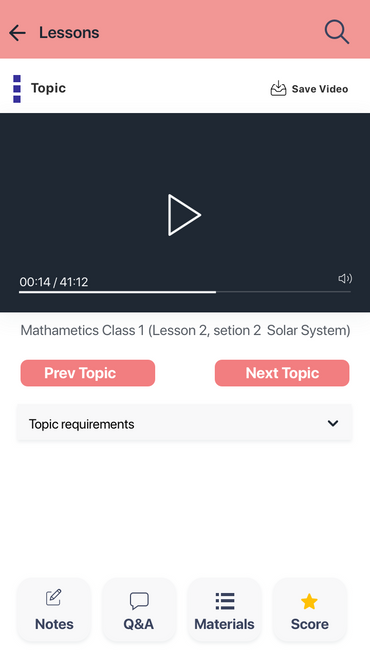 Lessons
Topic
Save Video
00:14 / 41:12
Mathametics Class 1 (Lesson 2, setion 2 Solar System)
Prev Topic
Next Topic
Topic requirements
Notes
Q&A
Materials
Score